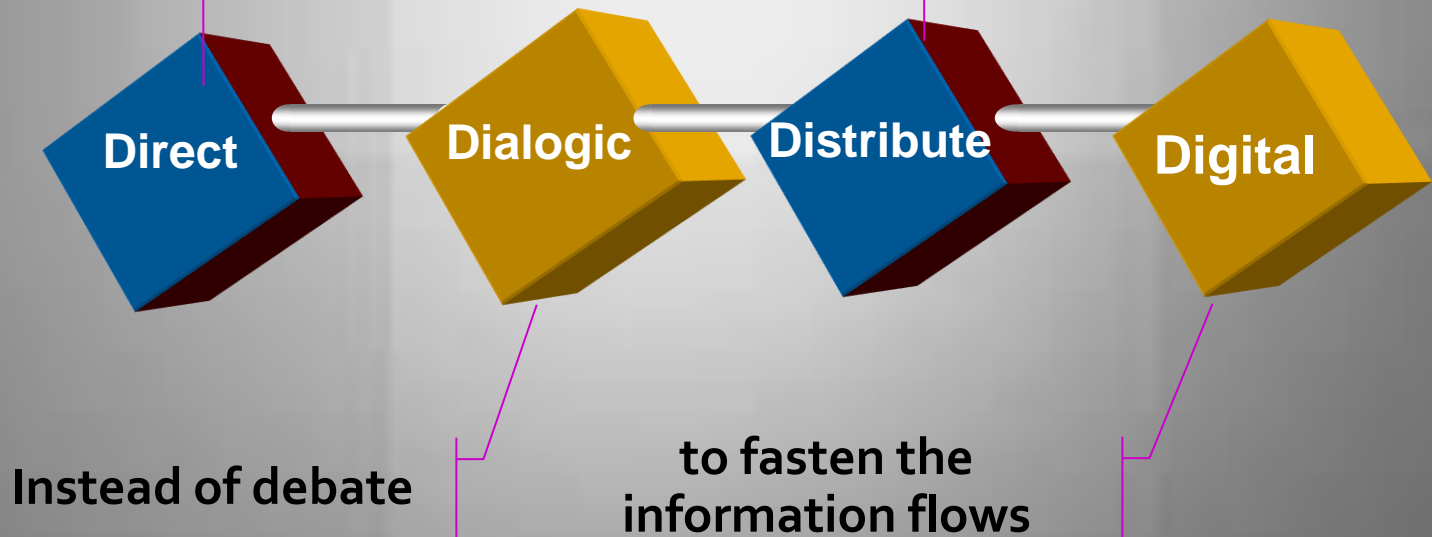 Direct
Dialogic
Distribute
Digital
Instead of debate
to fasten the
information flows